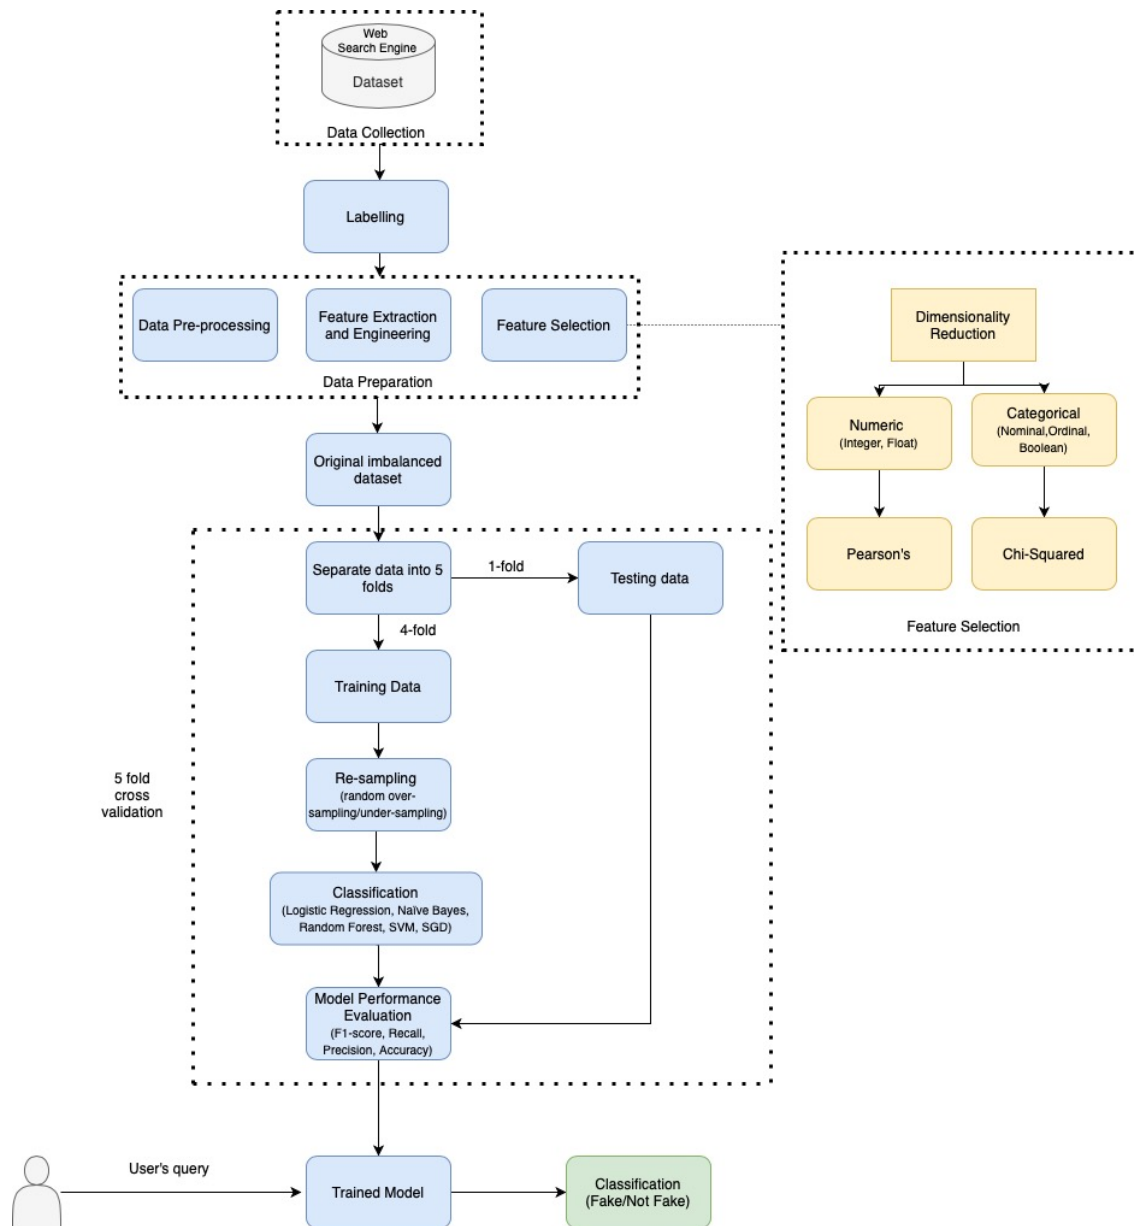 Web
Search Engine
Dataset
Data Collection
Labelling
Data Pre-processing
Feature Extraction
and Engineering
Feature Selection
Data Preparation
Dimensionality
Reduction
Numeric
(Integer, Float)
Categorical
(Nominal,Ordinal,
Boolean)
Pearson's
Chi-Squared
Feature Selection
Original imbalanced
dataset
Separate data into 5
folds
1-fold
Testing data
4-fold
Training Data
5 fold
cross
validation
Re-sampling
(random over-
sampling/under-sampling)
Classification
(Logistic Regression, Naïve Bayes,
Random Forest, SVM, SGD)
Model Performance
Evaluation
(F1-score, Recall,
Precision, Accuracy)
User's query
Trained Model
Classification
(Fake/Not Fake)